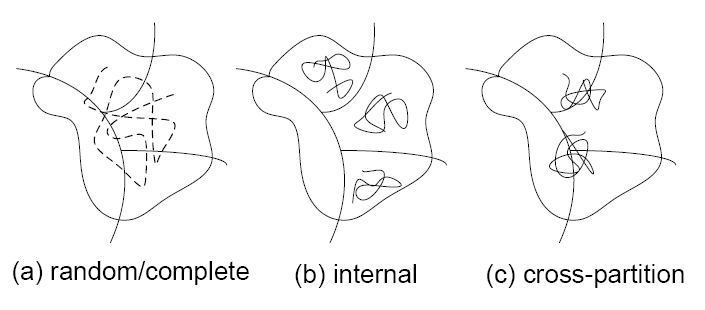 (a) random/complete (b) internal (c) cross-partition